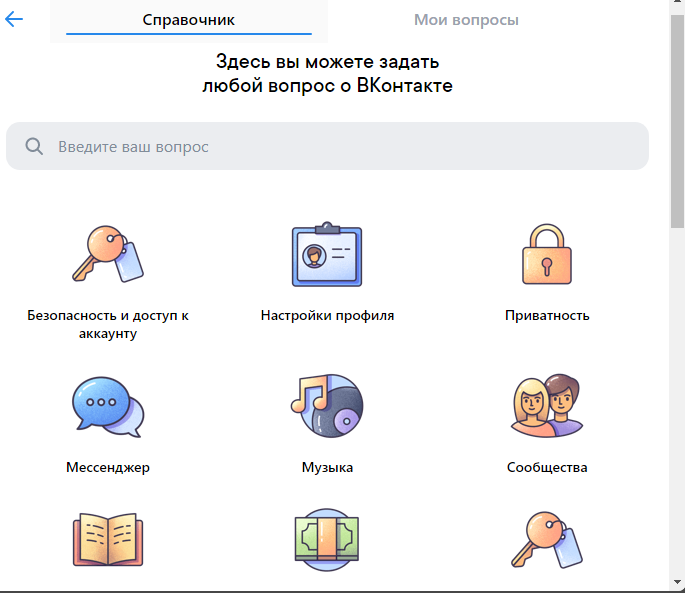 Справочник
Мои вопросы
Здесь вы можете задать
любой вопрос о ВКонтакте
Введите ваш вопрос
Безопасность и доступ к
аккаунту
Настройки профиля
Приватность
Мессенджер
Музыка
Сообщества